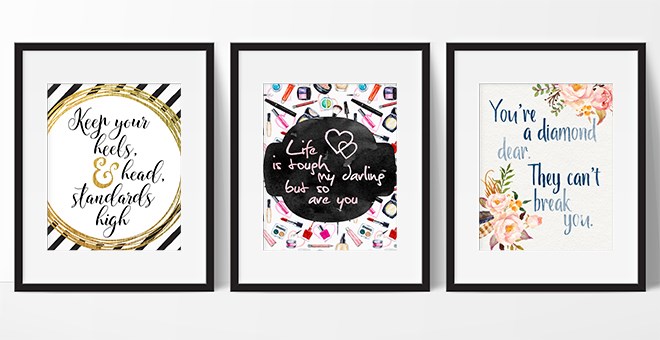 Keep your
heels,
& head,
standards
high
Life
is tough
my darling
but so
are you
You're
a diamond
dear.
They can't
break
you.